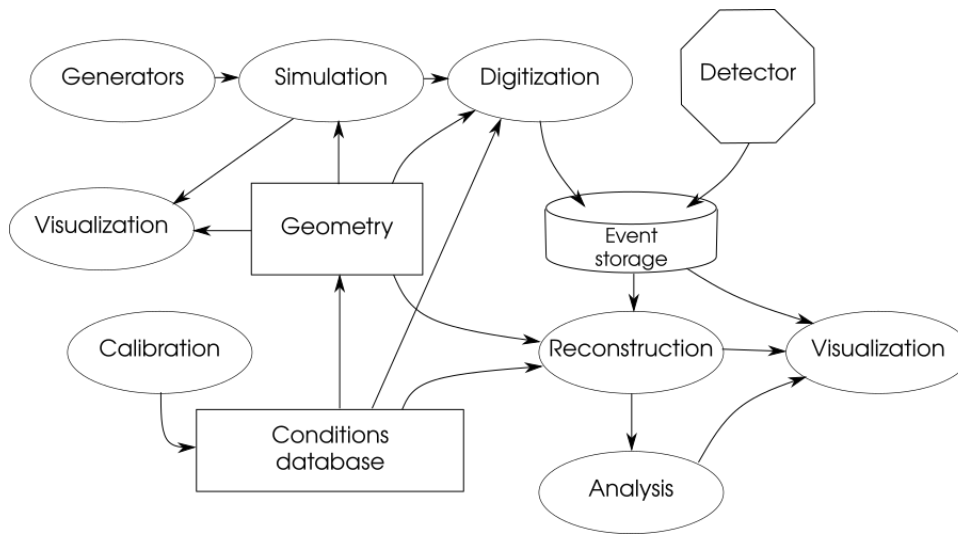 Generators
Simulation
Digitization
Detector
Visualization
Geometry
Event
storage
Calibration
Reconstruction
Visualization
Conditions
database
Analysis